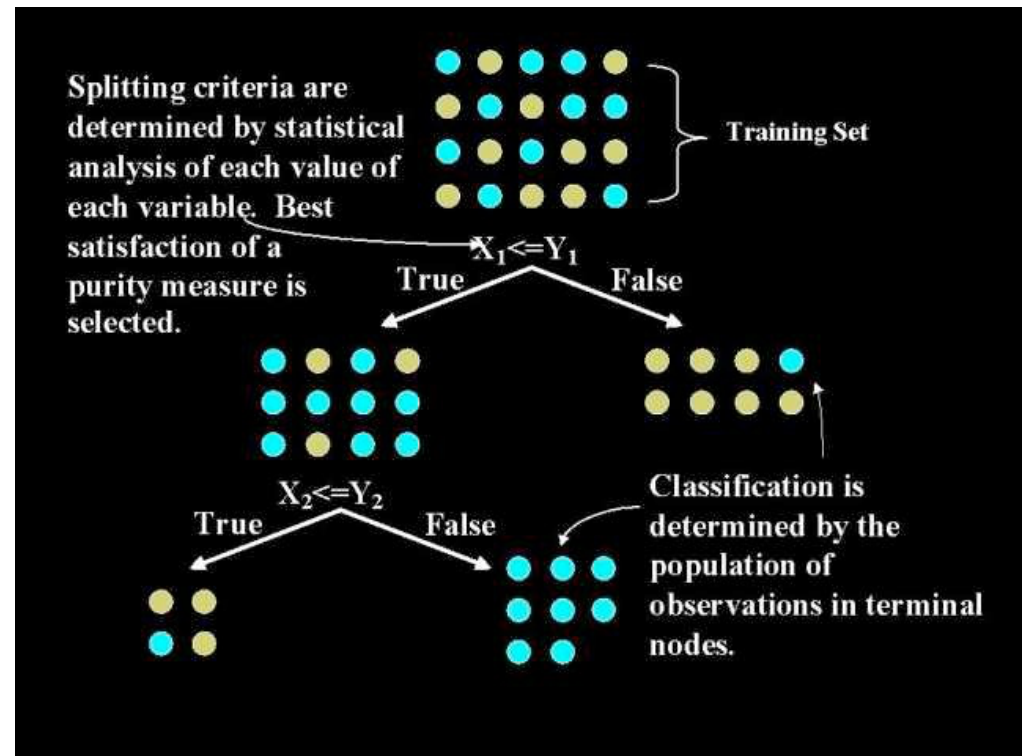 Splitting criteria are
determined by statistical
analysis of each value of
each variable.  Best
satisfaction of a
purity measure is
selected.
Training Set
X₁<=Y₁
True
False
X₂<=Y₂
True
False
Classification is
determined by the
population of
observations in terminal
nodes.